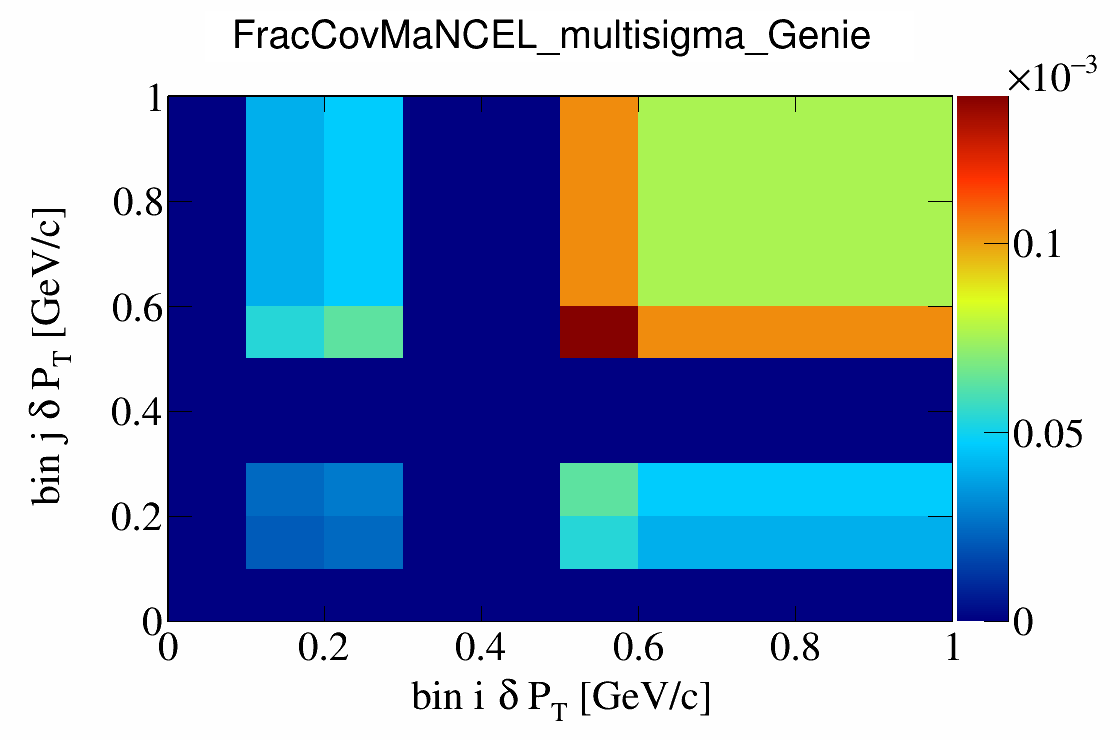 FracCovMaNCEL_multisigma_Genie
×10⁻³
bin j δ P_T [GeV/c]
1
0.8
0.6
0.4
0.2
0
0 0.2 0.4 0.6 0.8 1
bin i δ P_T [GeV/c]
0.1
0.05
0